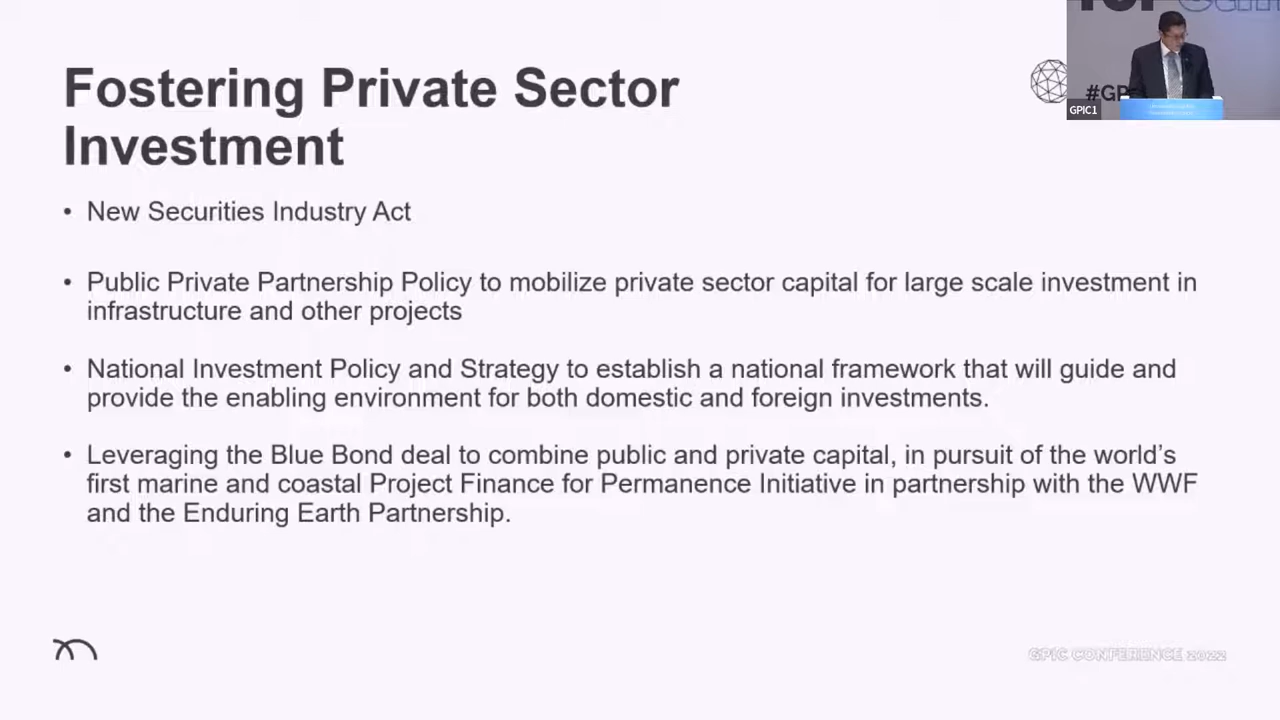 Fostering Private Sector
Investment
#GP
GPIC1
• New Securities Industry Act
• Public Private Partnership Policy to mobilize private sector capital for large scale investment in
infrastructure and other projects
• National Investment Policy and Strategy to establish a national framework that will guide and
provide the enabling environment for both domestic and foreign investments.
• Leveraging the Blue Bond deal to combine public and private capital, in pursuit of the world’s
first marine and coastal Project Finance for Permanence Initiative in partnership with the WWF
and the Enduring Earth Partnership.
GPIC CONFERENCE 2022